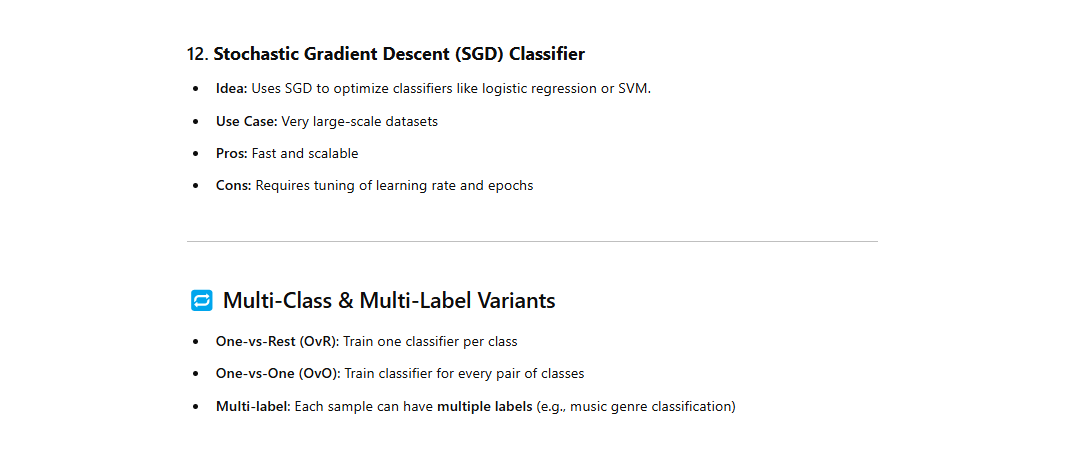 12. Stochastic Gradient Descent (SGD) Classifier
• Idea: Uses SGD to optimize classifiers like logistic regression or SVM.
• Use Case: Very large-scale datasets
• Pros: Fast and scalable
• Cons: Requires tuning of learning rate and epochs
🔁 Multi-Class & Multi-Label Variants
• One-vs-Rest (OvR): Train one classifier per class
• One-vs-One (OvO): Train classifier for every pair of classes
• Multi-label: Each sample can have multiple labels (e.g., music genre classification)